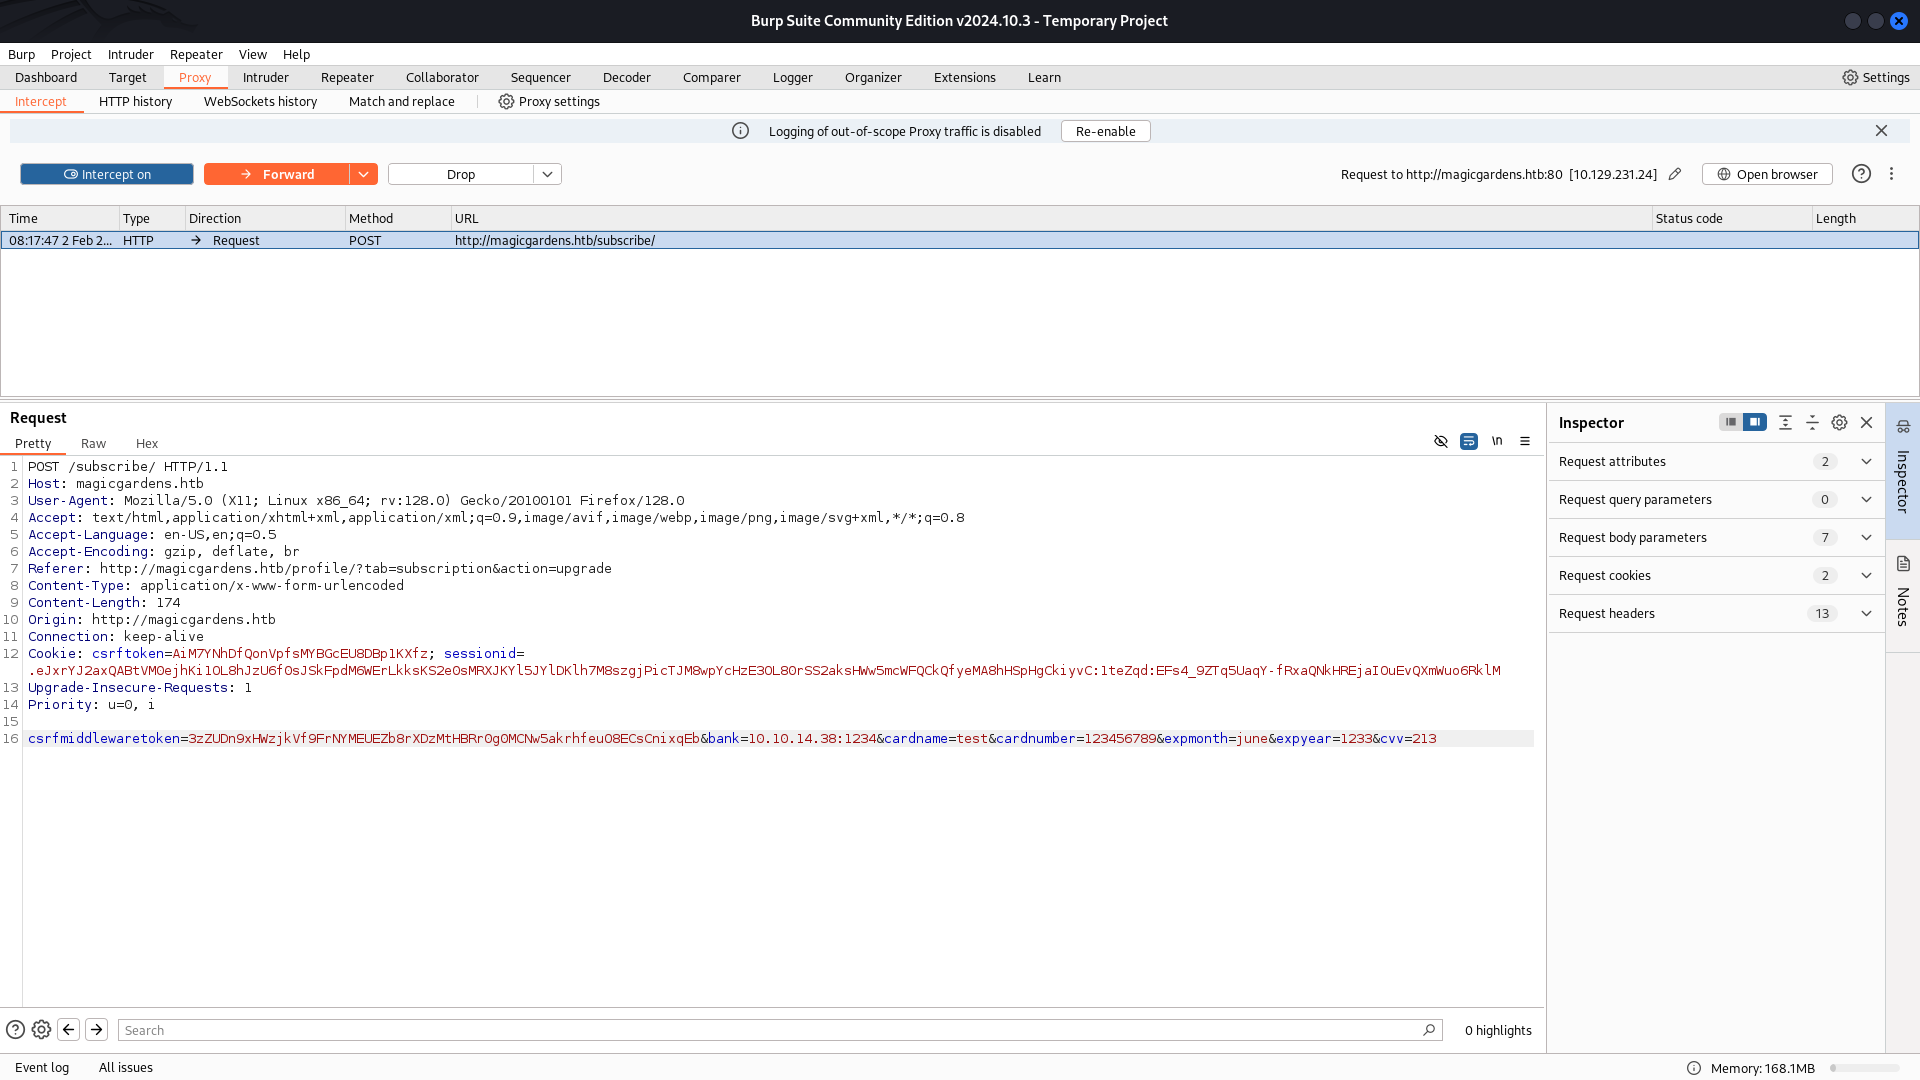 Burp Suite Community Edition v2024.10.3 - Temporary Project
Burp Project Intruder Repeater View Help
Dashboard Target Proxy Intruder Repeater Collaborator Sequencer Decoder Comparer Logger Organizer Extensions Learn Settings
Intercept HTTP history WebSockets history Match and replace Proxy settings
Logging of out-of-scope Proxy traffic is disabled Re-enable
Intercept on Forward Drop Request to http://magicgardens.htb:80 [10.129.231.24] Open browser
Time Type Direction Method URL Status code Length
08:17:47 2 Feb 2... HTTP Request POST http://magicgardens.htb/subscribe/
Request
Pretty Raw Hex \n
1 POST /subscribe/ HTTP/1.1
2 Host: magicgardens.htb
3 User-Agent: Mozilla/5.0 (X11; Linux x86_64; rv:128.0) Gecko/20100101 Firefox/128.0
4 Accept: text/html,application/xhtml+xml,application/xml;q=0.9,image/avif,image/webp,image/png,image/svg+xml,*/*;q=0.8
5 Accept-Language: en-US,en;q=0.5
6 Accept-Encoding: gzip, deflate, br
7 Referer: http://magicgardens.htb/profile/?tab=subscription&action=upgrade
8 Content-Type: application/x-www-form-urlencoded
9 Content-Length: 174
10 Origin: http://magicgardens.htb
11 Connection: keep-alive
12 Cookie: csrftoken=AiM7YNhDfQonVpfsMYBGcEU8DBp1KXfz; sessionid=
.eJxrYJ2axQABtVM0ejhKi1OL8hJzU6f0sJSkFpdM6WErLkksKS2e0sMRXJKYl5JYlDKlh7M8szgjPicTJM8wpYcHzE3OL80rSS2aksHWw5mcWFQCkQfyeMA8hHSpHgCkiyvC:1teZqd:EFs4_9ZTq5UaqY-fRxaQNkHREjaIOuEvQXmWuo6RklM
13 Upgrade-Insecure-Requests: 1
14 Priority: u=0, i
15
16 csrfmiddlewaretoken=3zZUDn9xHWzjkVf9FrNYMEUEZb8rXDzMtHBRr0g0MCNw5akrhfeuO8ECsCnixqEb&bank=10.10.14.38:1234&cardname=test&cardnumber=123456789&expmonth=june&expyear=1233&cvv=213
Inspector
Request attributes 2
Request query parameters 0
Request body parameters 7
Request cookies 2
Request headers 13
Inspector
Notes
Search 0 highlights
Event log All issues Memory: 168.1MB